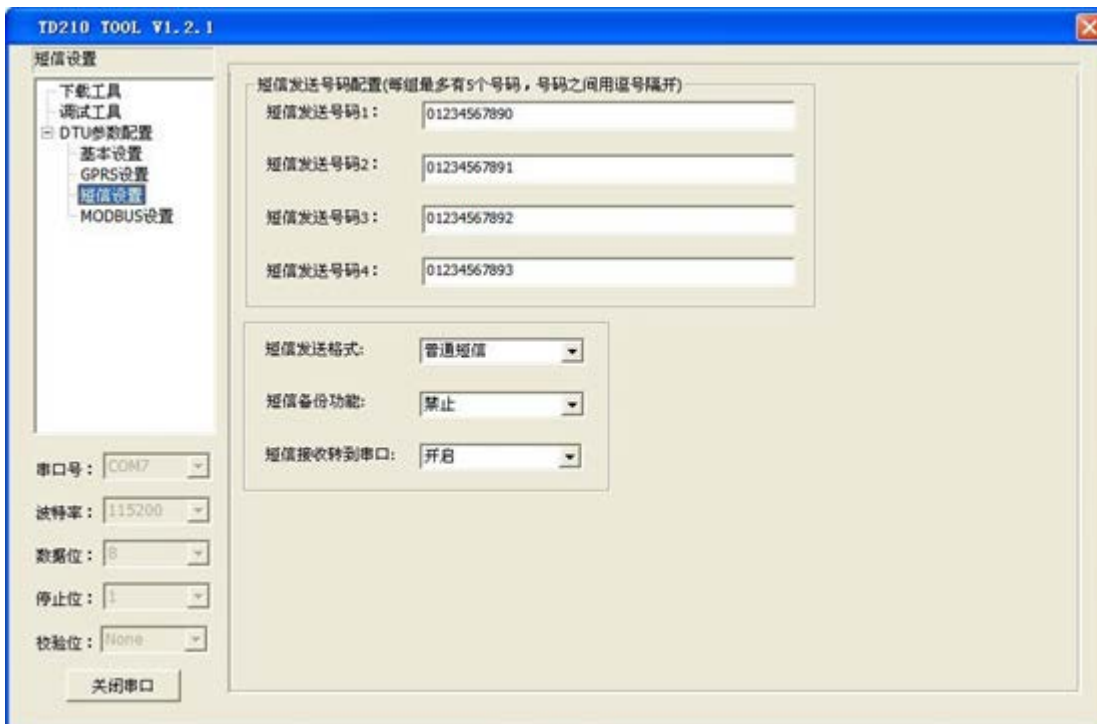 TD210 TOOL V1.2.1
短信设置
下载工具
调试工具
DTU参数配置
基本设置
GPRS设置
短信设置
MODBUS设置
串口号： COM7
波特率： 115200
数据位： 8
停止位： 1
校验位： None
关闭串口
短信发送号码配置(每组最多有5个号码，号码之间用逗号隔开)
短信发送号码1： 01234567890
短信发送号码2： 01234567891
短信发送号码3： 01234567892
短信发送号码4： 01234567893
短信发送格式: 普通短信
短信备份功能: 禁止
短信接收转到串口: 开启